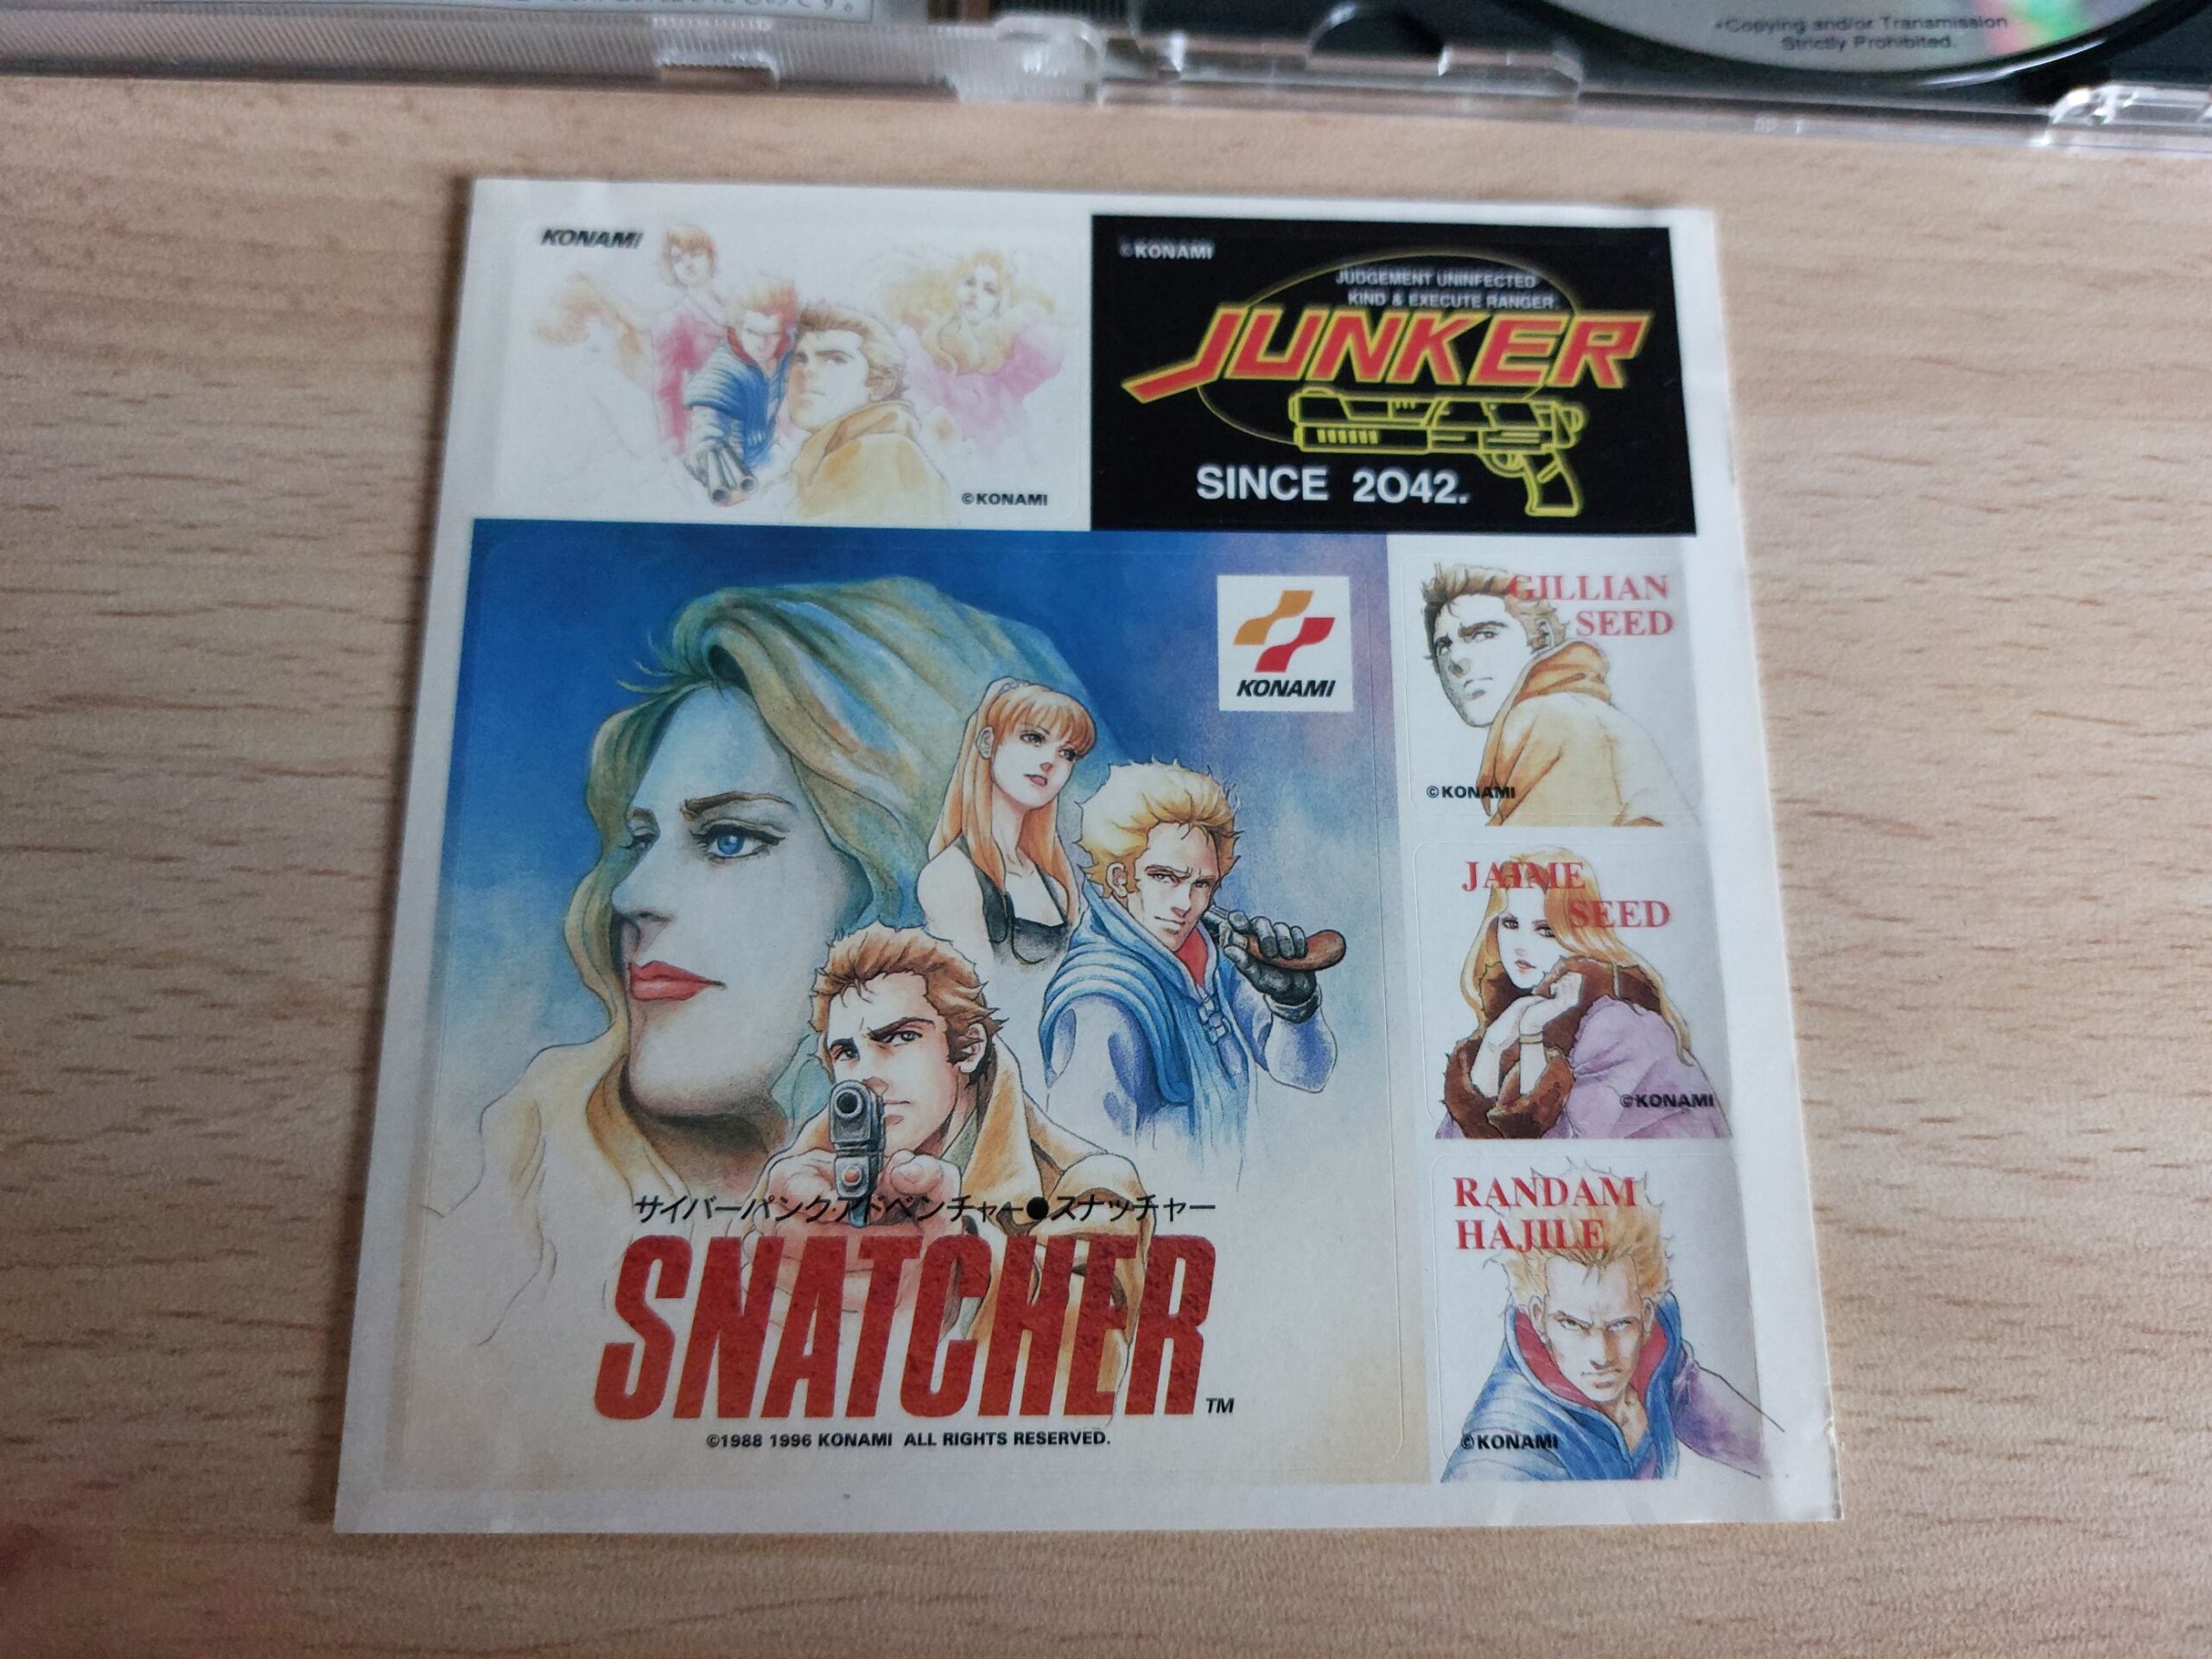 *Copying and/or Transmission
Strictly Prohibited.
KONAMI
©KONAMI
©KONAMI
JUDGEMENT UNINFECTED
KIND & EXECUTE RANGER.
JUNKER
SINCE 2042.
KONAMI
GILLIAN
SEED
©KONAMI
JAIME
SEED
©KONAMI
RANDAM
HAJILE
©KONAMI
サイバーパンク・アドベンチャー●スナッチャー
SNATCHER
TM
©1988 1996 KONAMI ALL RIGHTS RESERVED.